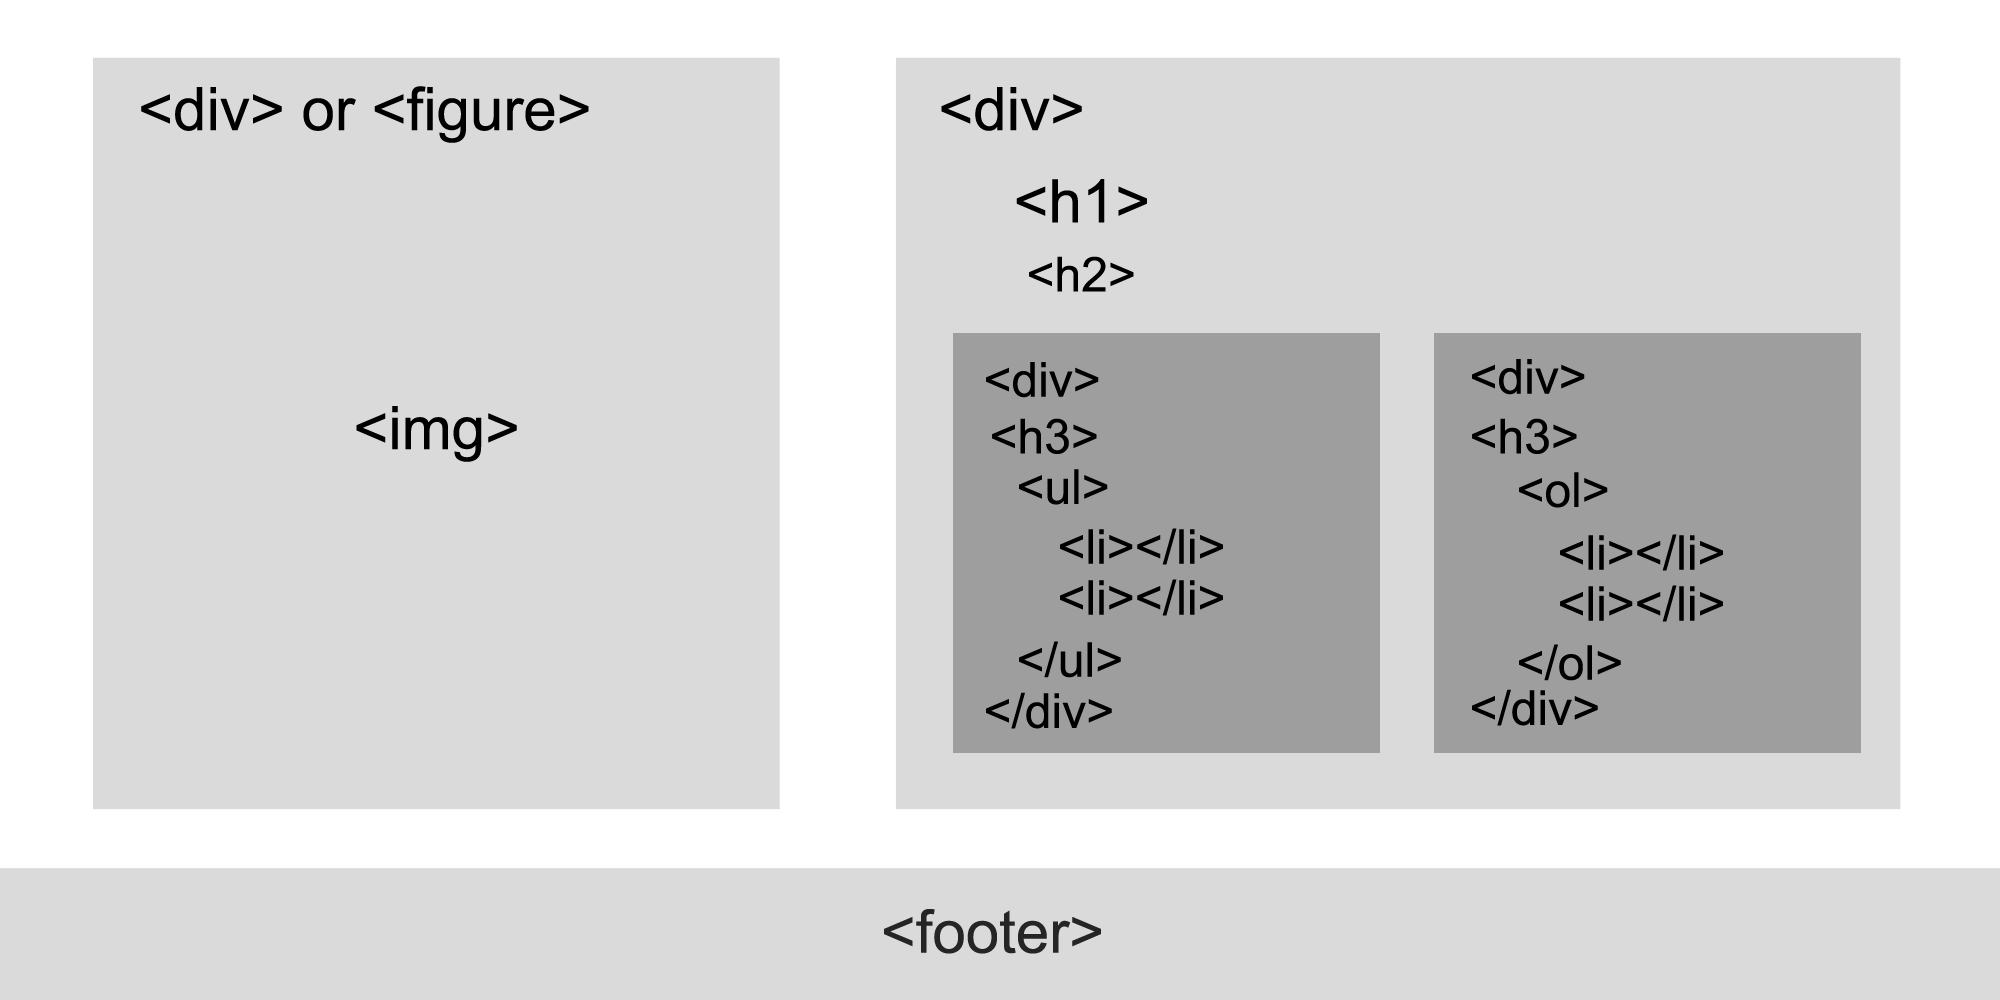 <div> or <figure>
<img>
<div>
<h1>
<h2>
<div>
<h3>
<ul>
<li></li>
<li></li>
</ul>
</div>
<div>
<h3>
<ol>
<li></li>
<li></li>
</ol>
</div>
<footer>